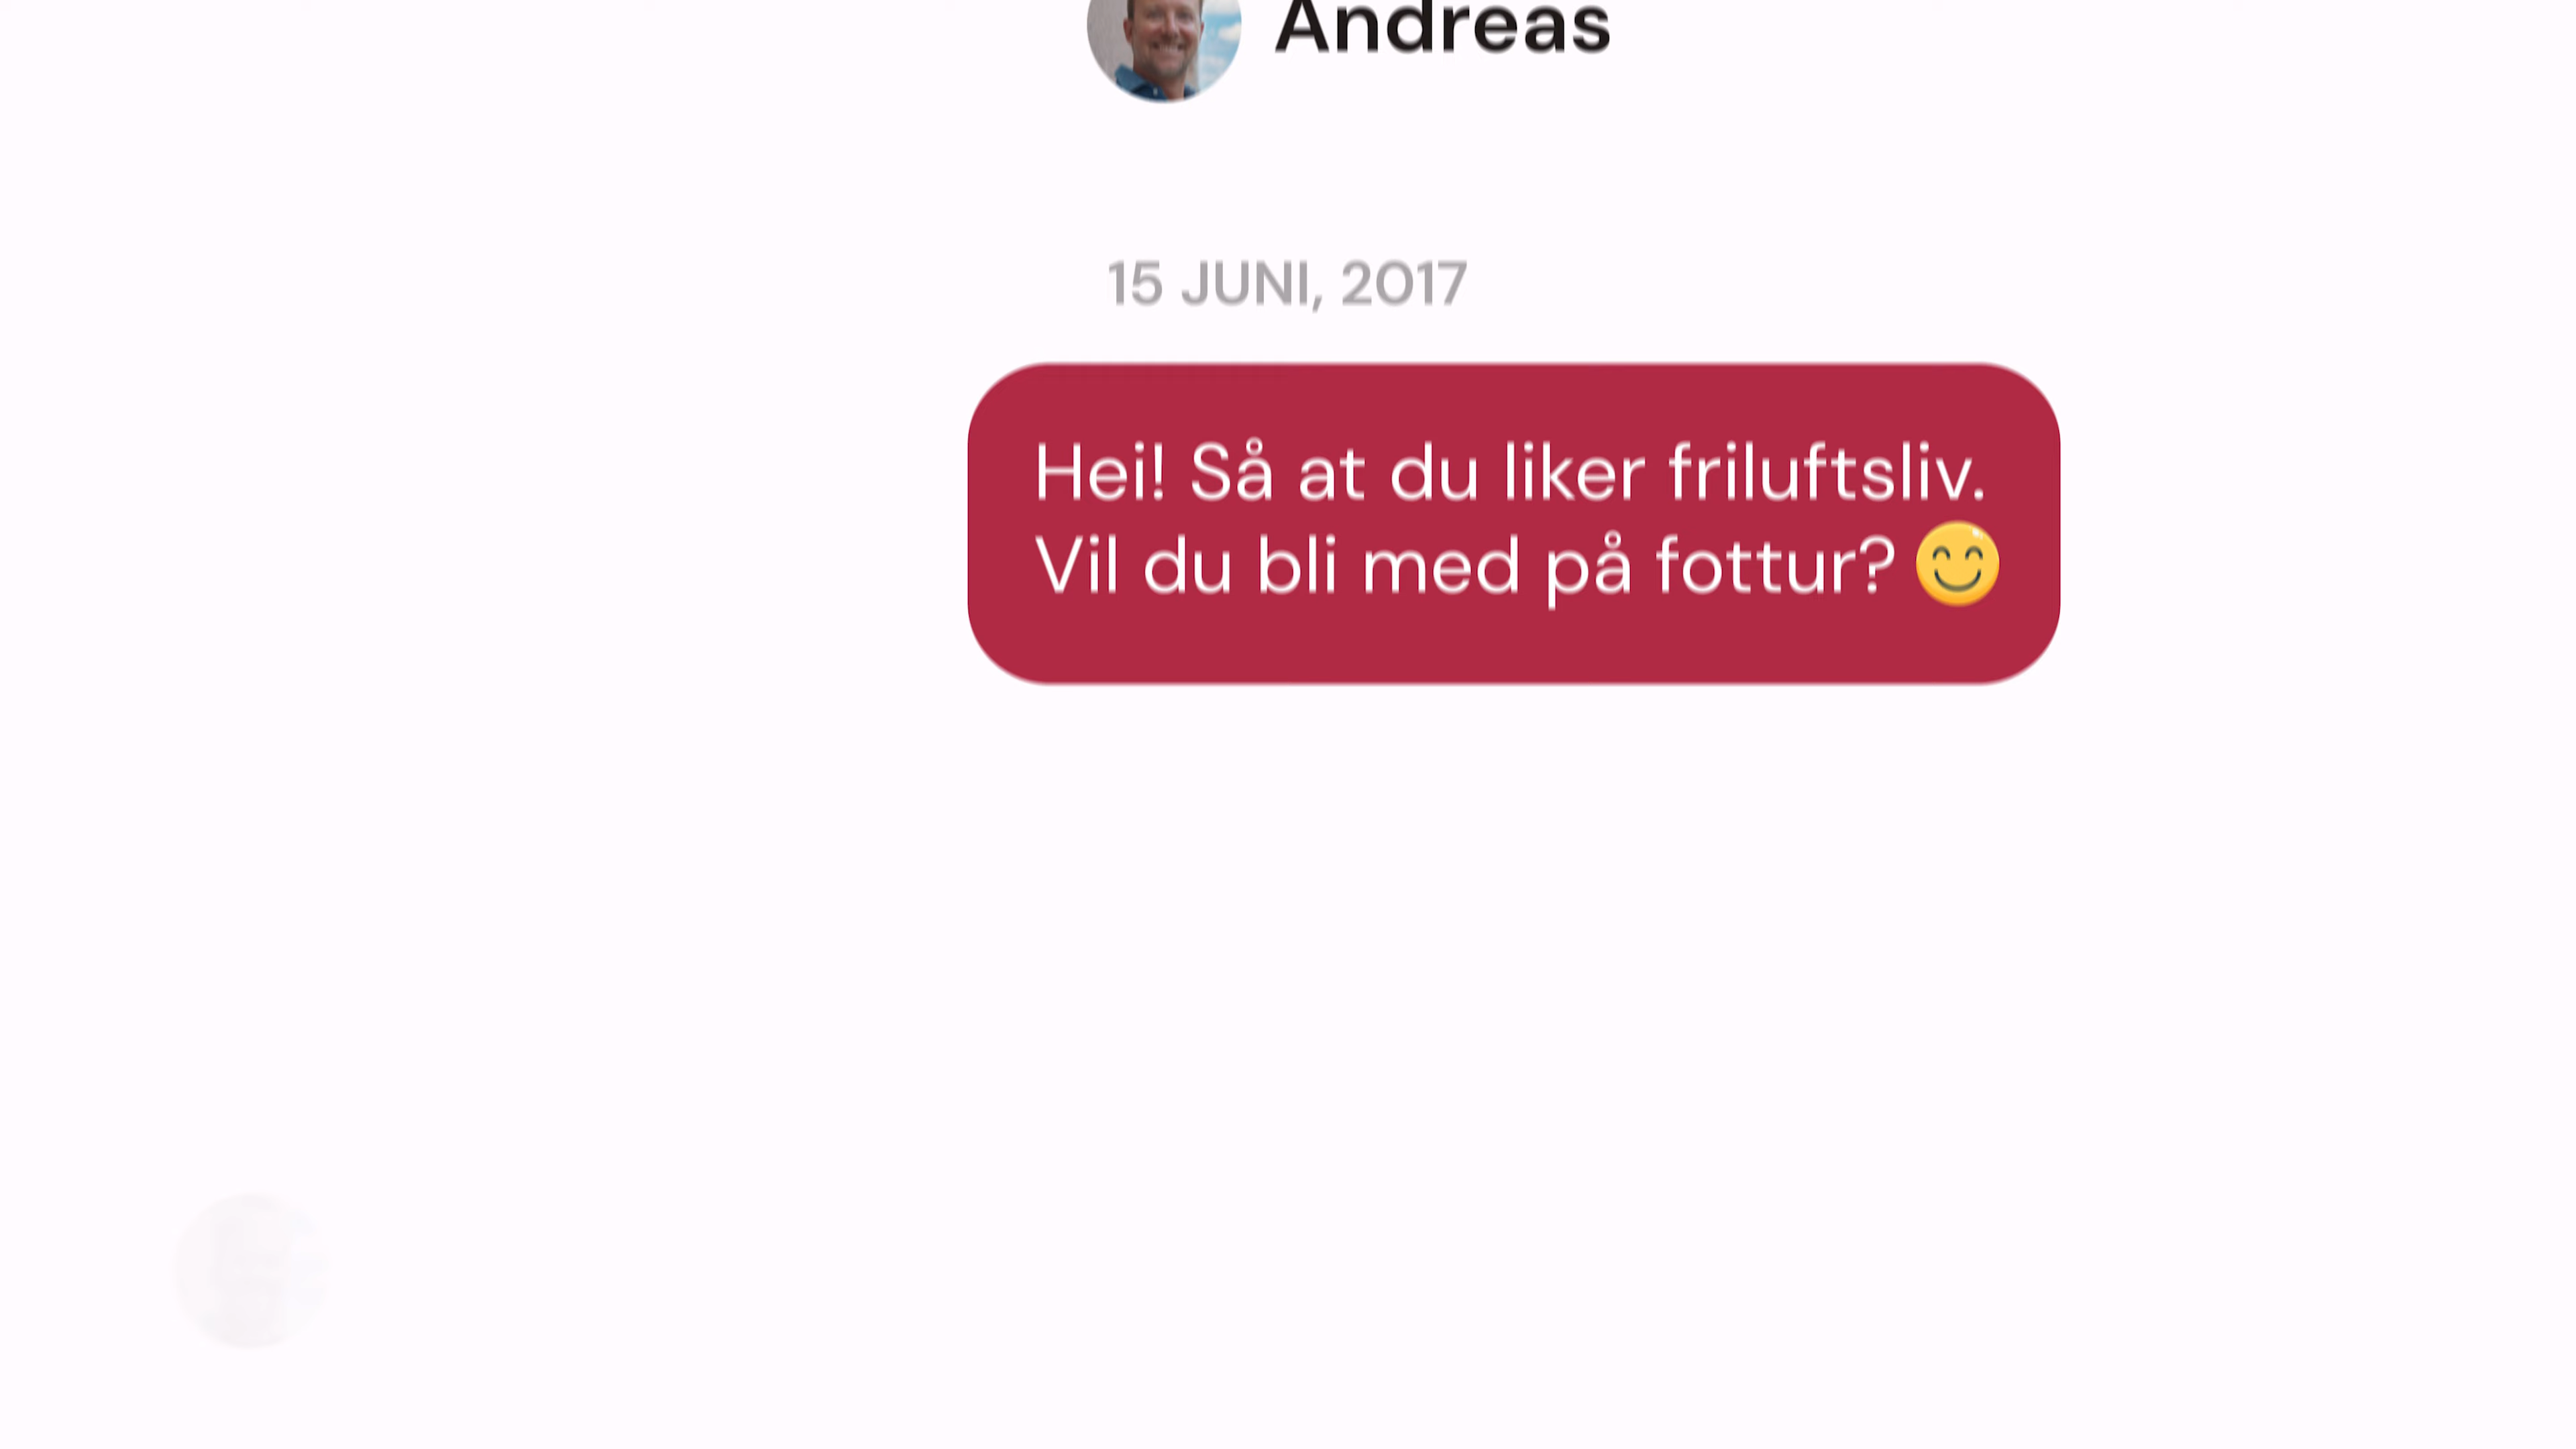 Andreas
15 JUNI, 2017
Hei! Så at du liker friluftsliv.
Vil du bli med på fottur? 😊